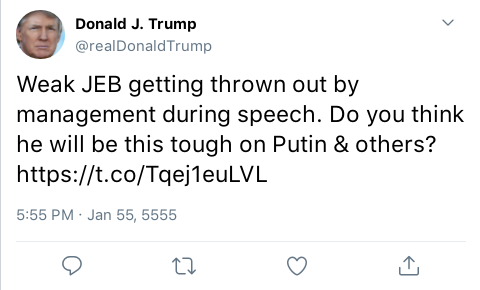 Donald J. Trump
@realDonaldTrump
Weak JEB getting thrown out by
management during speech. Do you think
he will be this tough on Putin & others?
https://t.co/Tqej1euLVL
5:55 PM · Jan 55, 5555